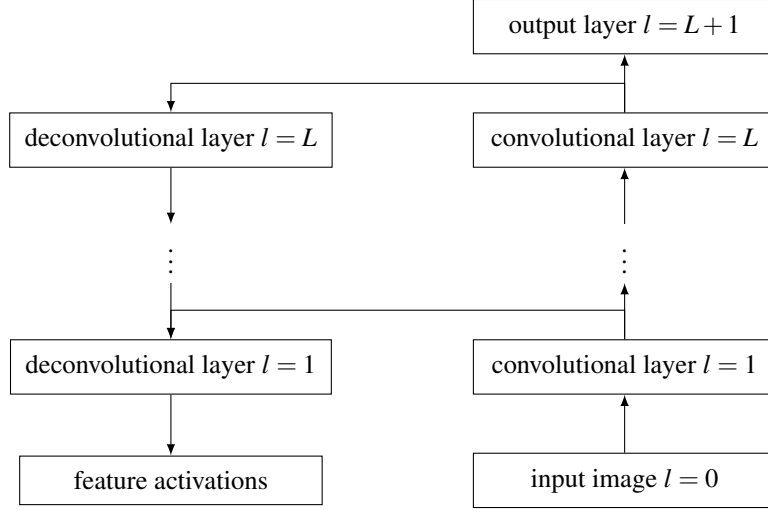 output layer l = L + 1
deconvolutional layer l = L
convolutional layer l = L
⋮
⋮
deconvolutional layer l = 1
convolutional layer l = 1
feature activations
input image l = 0